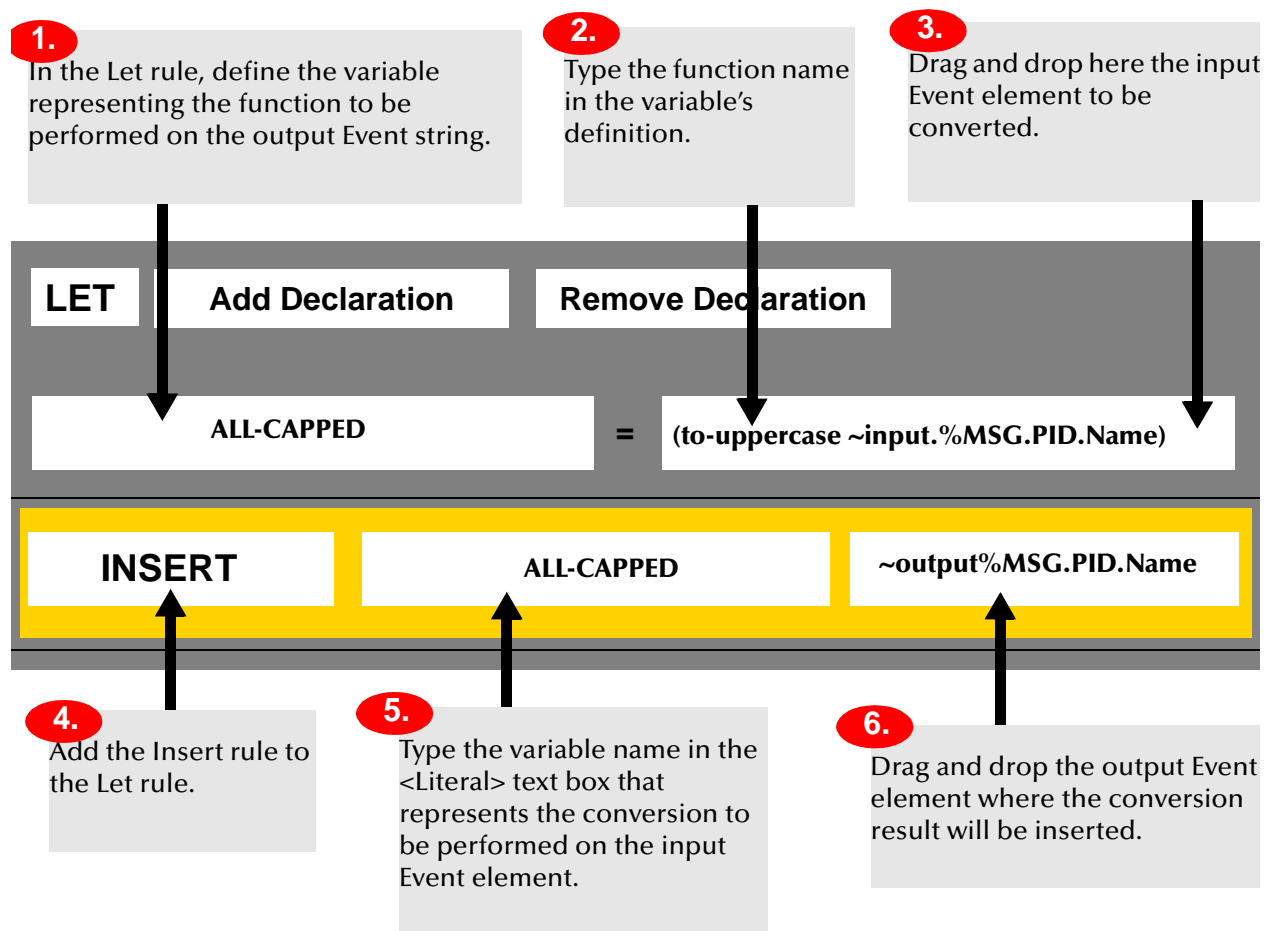 1.
In the Let rule, define the variable
representing the function to be
performed on the output Event string.
2.
Type the function name
in the variable's
definition.
3.
Drag and drop here the input
Event element to be
converted.
LET
Add Declaration
Remove Declaration
ALL-CAPPED
=
(to-uppercase ~input.%MSG.PID.Name)
INSERT
ALL-CAPPED
~output%MSG.PID.Name
4.
Add the Insert rule to
the Let rule.
5.
Type the variable name in the
<Literal> text box that
represents the conversion to
be performed on the input
Event element.
6.
Drag and drop the output Event
element where the conversion
result will be inserted.